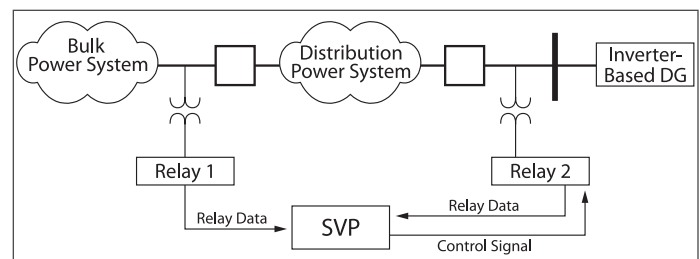 Bulk
Power System
Distribution
Power System
Inverter-
Based DG
Relay 1
Relay 2
Relay Data
SVP
Relay Data
Control Signal